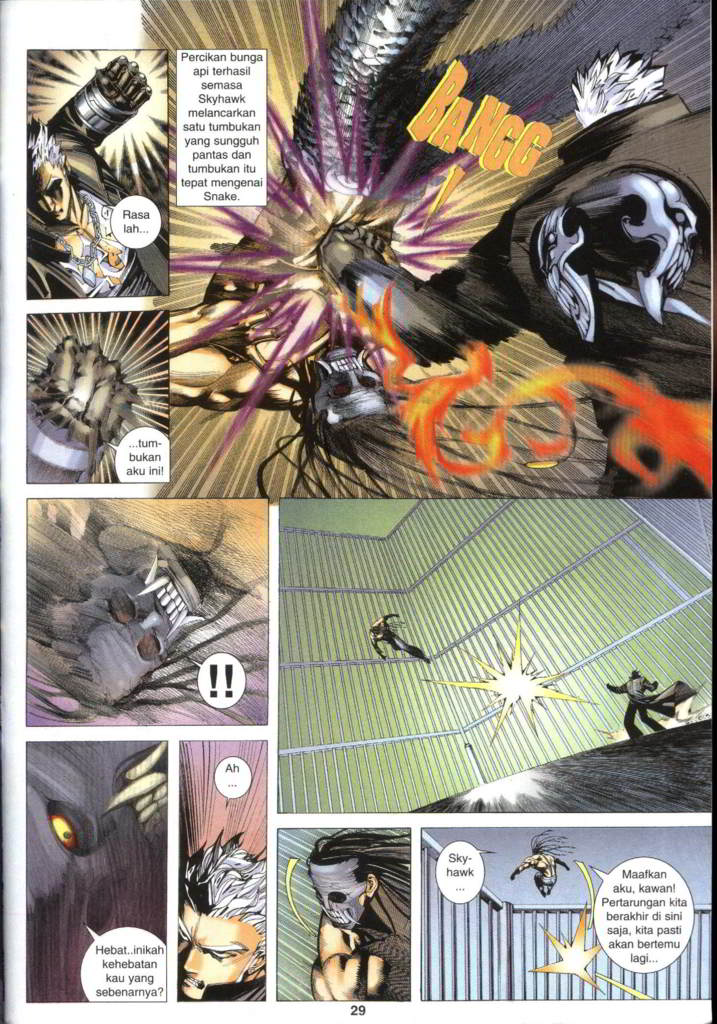 Percikan bunga
api terhasil
semasa
Skyhawk
melancarkan
satu tumbukan
yang sungguh
pantas dan
tumbukan itu
tepat mengenai
Snake.
Rasa
lah...
BANGG
!
...tum-
bukan
aku ini!
!!
Hebat..inikah
kehebatan
kau yang
sebenarnya?
Ah
...
Sky-
hawk
...
Maafkan
aku, kawan!
Pertarungan kita
berakhir di sini
saja, kita pasti
akan bertemu
lagi...
29